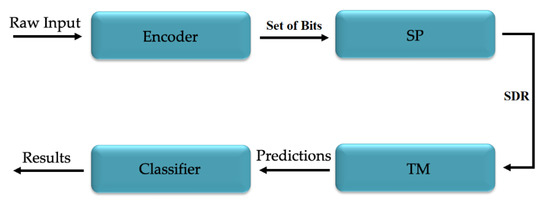 Raw Input
Encoder
Set of Bits
SP
SDR
TM
Predictions
Classifier
Results